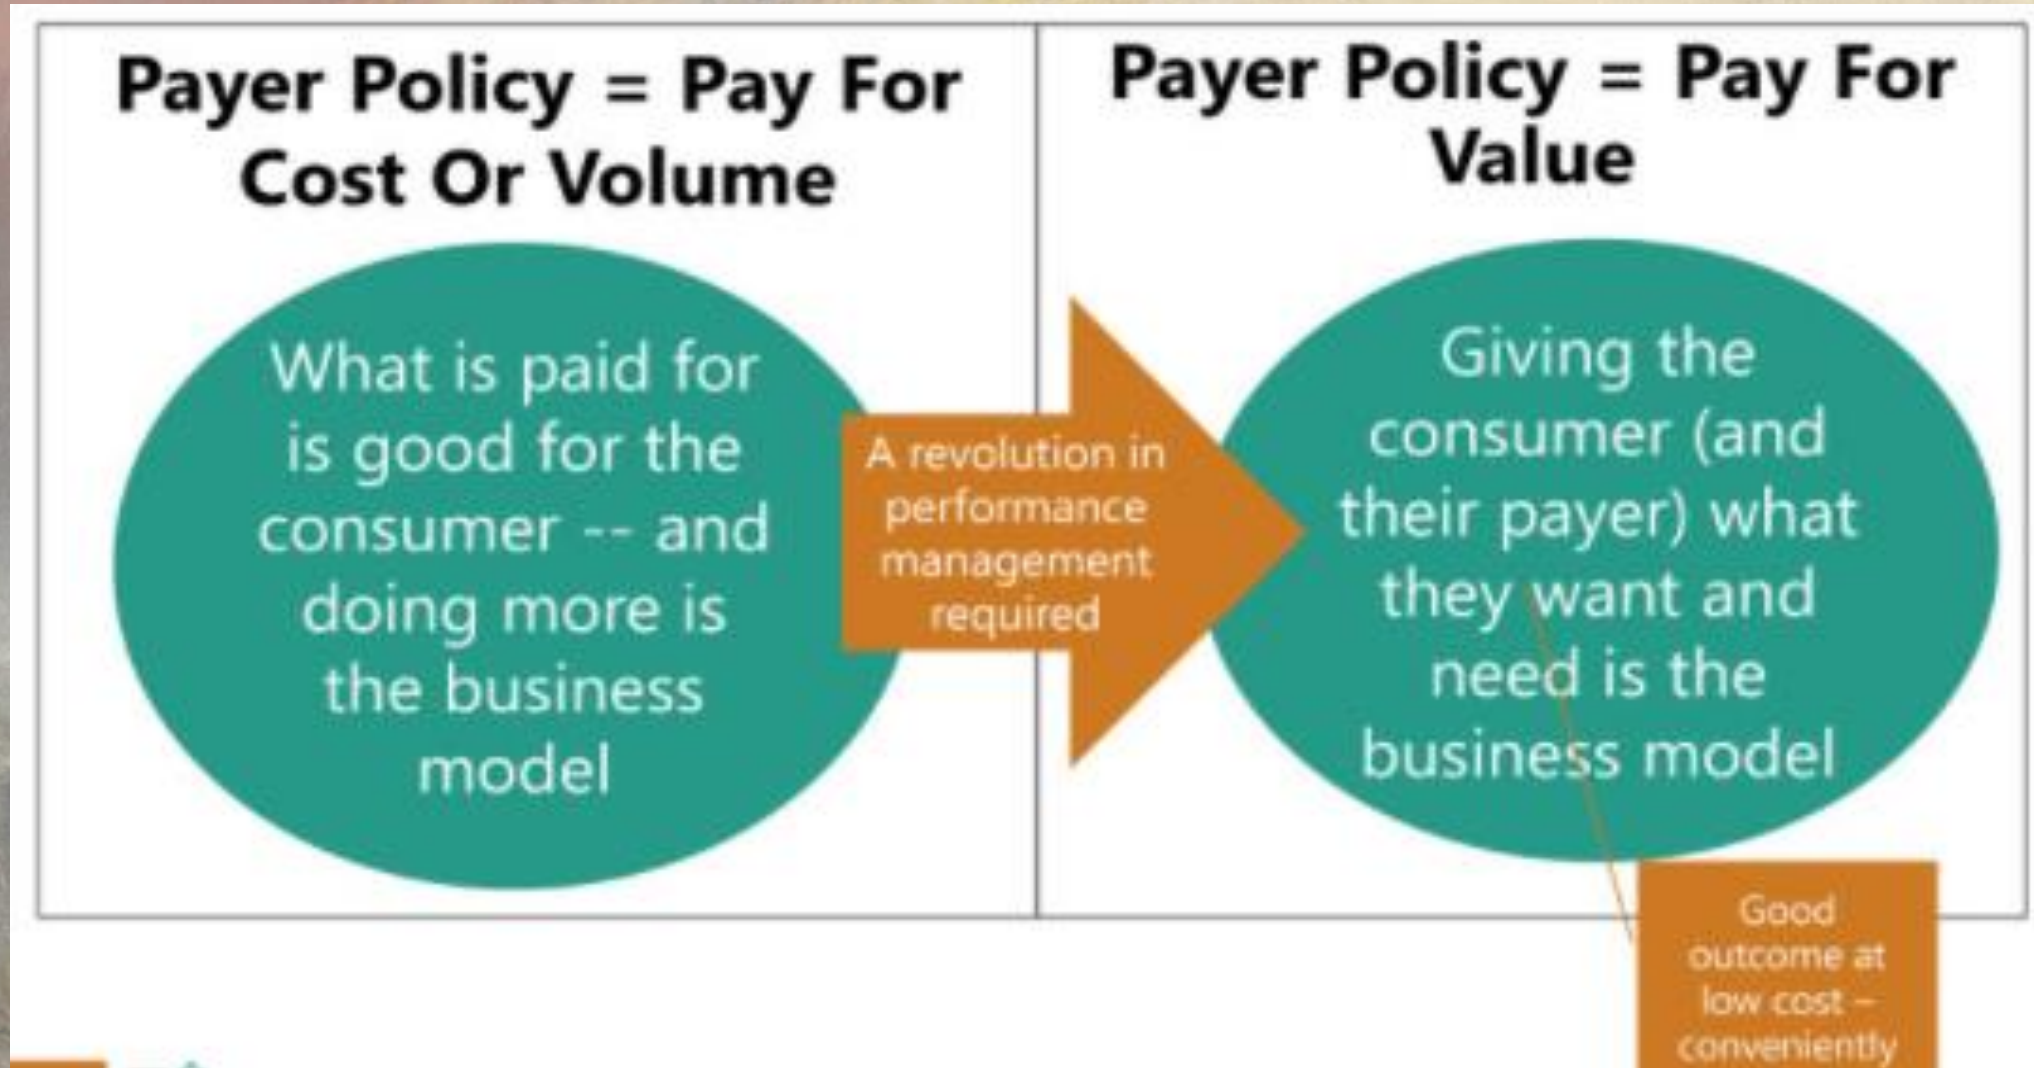 Payer Policy = Pay For
Cost Or Volume
What is paid for
is good for the
consumer -- and
doing more is
the business
model
A revolution in
performance
management
required
Payer Policy = Pay For
Value
Giving the
consumer (and
their payer) what
they want and
need is the
business model
Good
outcome at
low cost –
conveniently